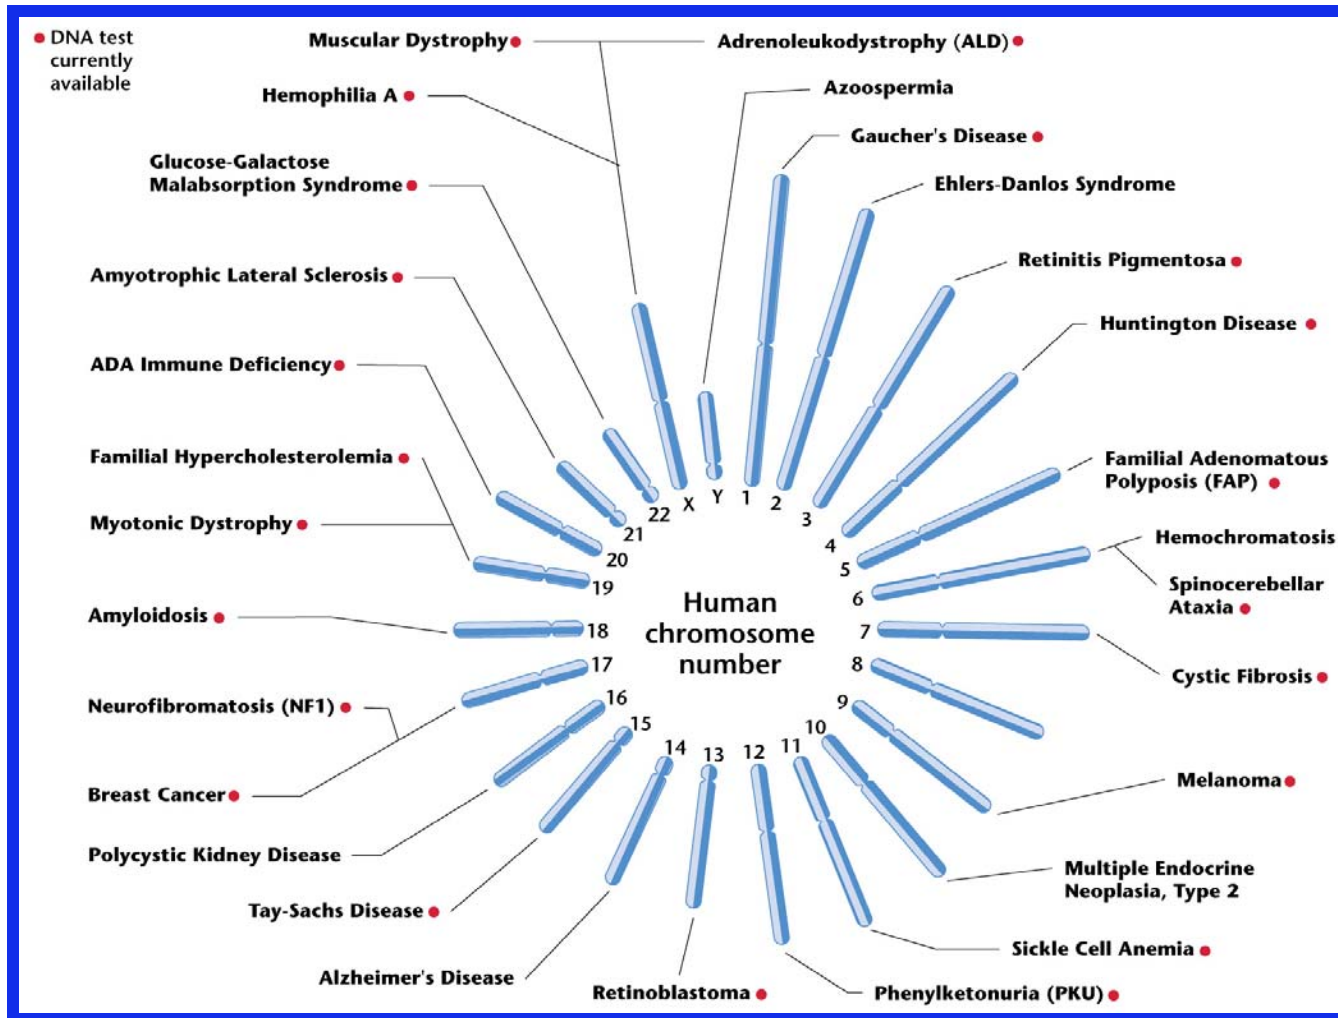 DNA test
currently
available
Muscular Dystrophy
Adrenoleukodystrophy (ALD)
Hemophilia A
Azoospermia
Gaucher's Disease
Glucose-Galactose
Malabsorption Syndrome
Ehlers-Danlos Syndrome
Amyotrophic Lateral Sclerosis
Retinitis Pigmentosa
Huntington Disease
ADA Immune Deficiency
Familial Hypercholesterolemia
Familial Adenomatous
Polyposis (FAP)
Myotonic Dystrophy
Hemochromatosis
Spinocerebellar
Ataxia
Amyloidosis
Cystic Fibrosis
Neurofibromatosis (NF1)
Breast Cancer
Melanoma
Polycystic Kidney Disease
Multiple Endocrine
Neoplasia, Type 2
Tay-Sachs Disease
Sickle Cell Anemia
Alzheimer's Disease
Retinoblastoma
Phenylketonuria (PKU)
X
Y
1
2
3
4
5
6
7
8
9
10
11
12
13
14
15
16
17
18
19
20
21
22
Human
chromosome
number